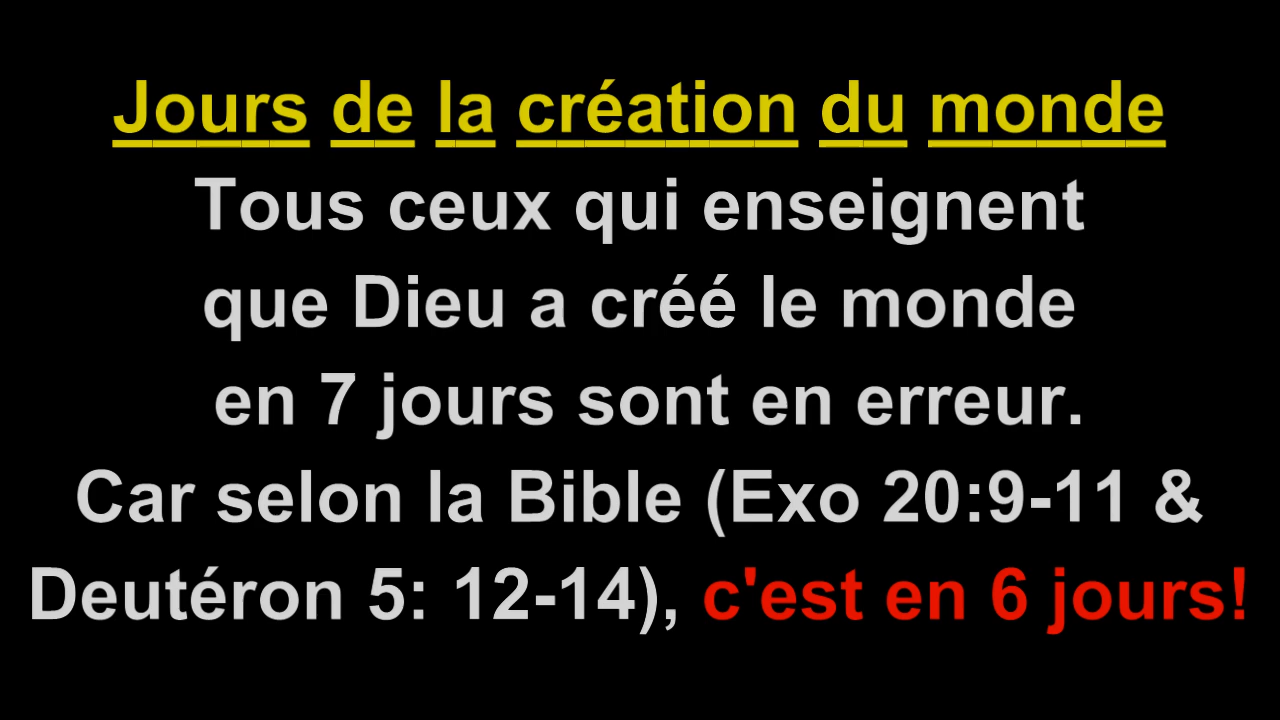 Jours de la création du monde
Tous ceux qui enseignent
que Dieu a créé le monde
en 7 jours sont en erreur.
Car selon la Bible (Exo 20:9-11 &
Deutéron 5: 12-14), c'est en 6 jours!